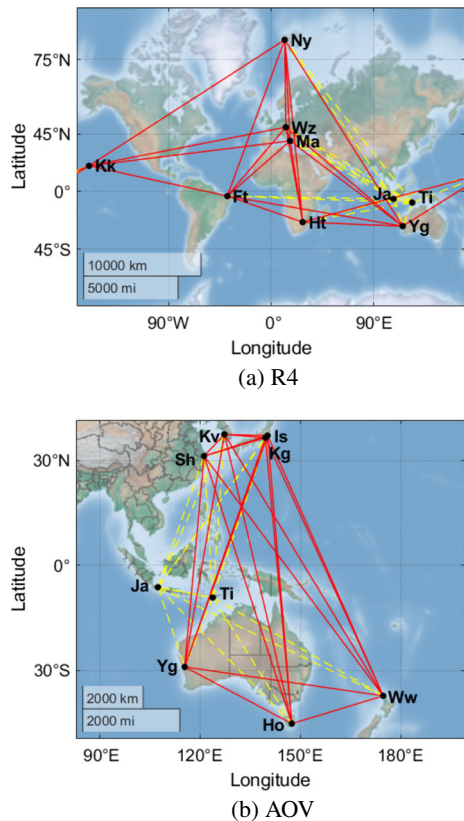 75°N
45°N
0°
45°S
Latitude
Ny
Wz
Ma
Kk
Ft
Ja
Ti
Ht
Yg
10000 km
5000 mi
90°W
0°
90°E
Longitude
(a) R4
Kv
Is
Sh
Kg
30°N
0°
30°S
Latitude
Ja
Ti
Yg
Ww
Ho
2000 km
2000 mi
90°E
120°E
150°E
180°E
Longitude
(b) AOV